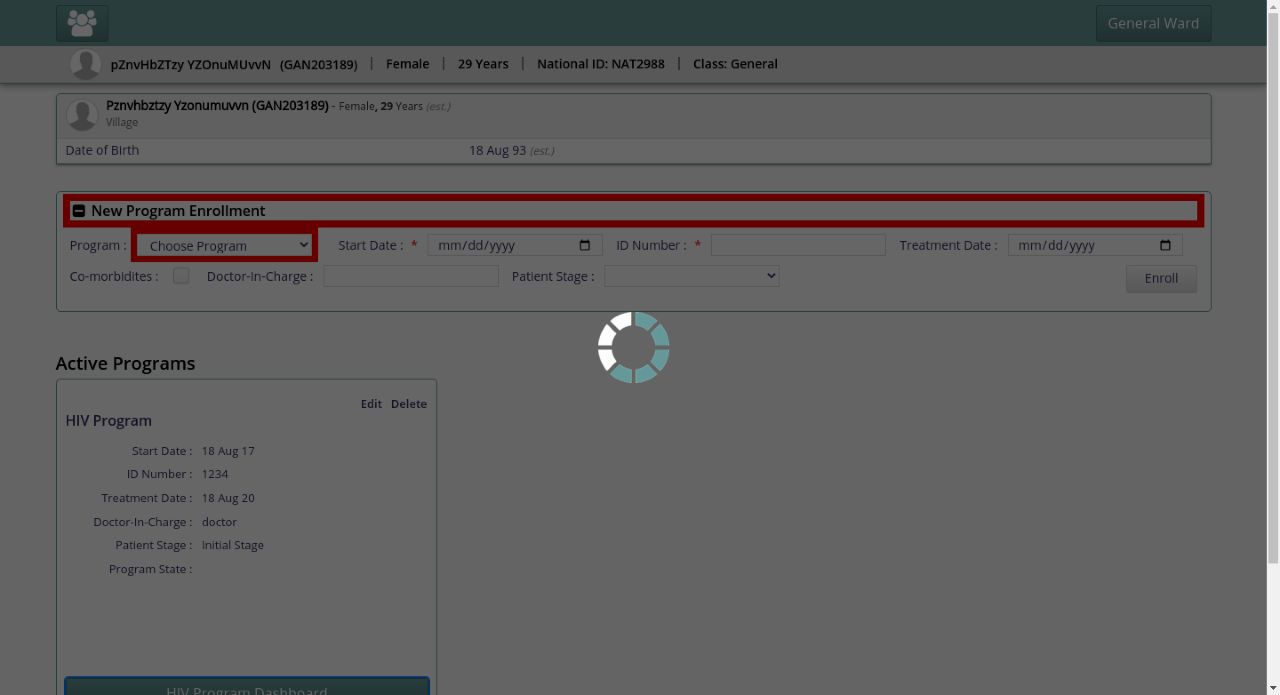 General Ward
pZnvHbZTzy YZOnuMUvvN (GAN203189) | Female | 29 Years | National ID: NAT2988 | Class: General
Pznvhbztzy Yzonumuvvn (GAN203189) - Female, 29 Years (est.)
Village
Date of Birth 18 Aug 93 (est.)
New Program Enrollment
Program : Choose Program Start Date : * mm/dd/yyyy ID Number : * Treatment Date : mm/dd/yyyy
Co-morbidites : Doctor-In-Charge : Patient Stage : Enroll
Active Programs
Edit Delete
HIV Program
Start Date : 18 Aug 17
ID Number : 1234
Treatment Date : 18 Aug 20
Doctor-In-Charge : doctor
Patient Stage : Initial Stage
Program State :
HIV Program Dashboard